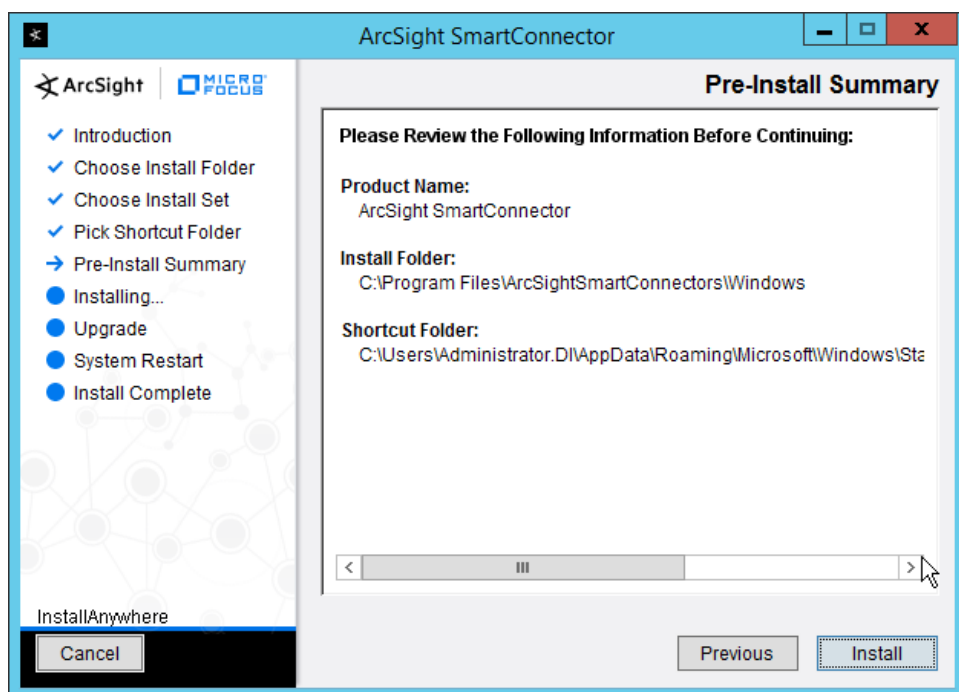 ArcSight SmartConnector
ArcSight MICRO
FOCUS
Pre-Install Summary
Introduction
Choose Install Folder
Choose Install Set
Pick Shortcut Folder
Pre-Install Summary
Installing...
Upgrade
System Restart
Install Complete
Please Review the Following Information Before Continuing:
Product Name:
ArcSight SmartConnector
Install Folder:
C:\Program Files\ArcSightSmartConnectors\Windows
Shortcut Folder:
C:\Users\Administrator.DI\AppData\Roaming\Microsoft\Windows\Sta
InstallAnywhere
Cancel
Previous
Install